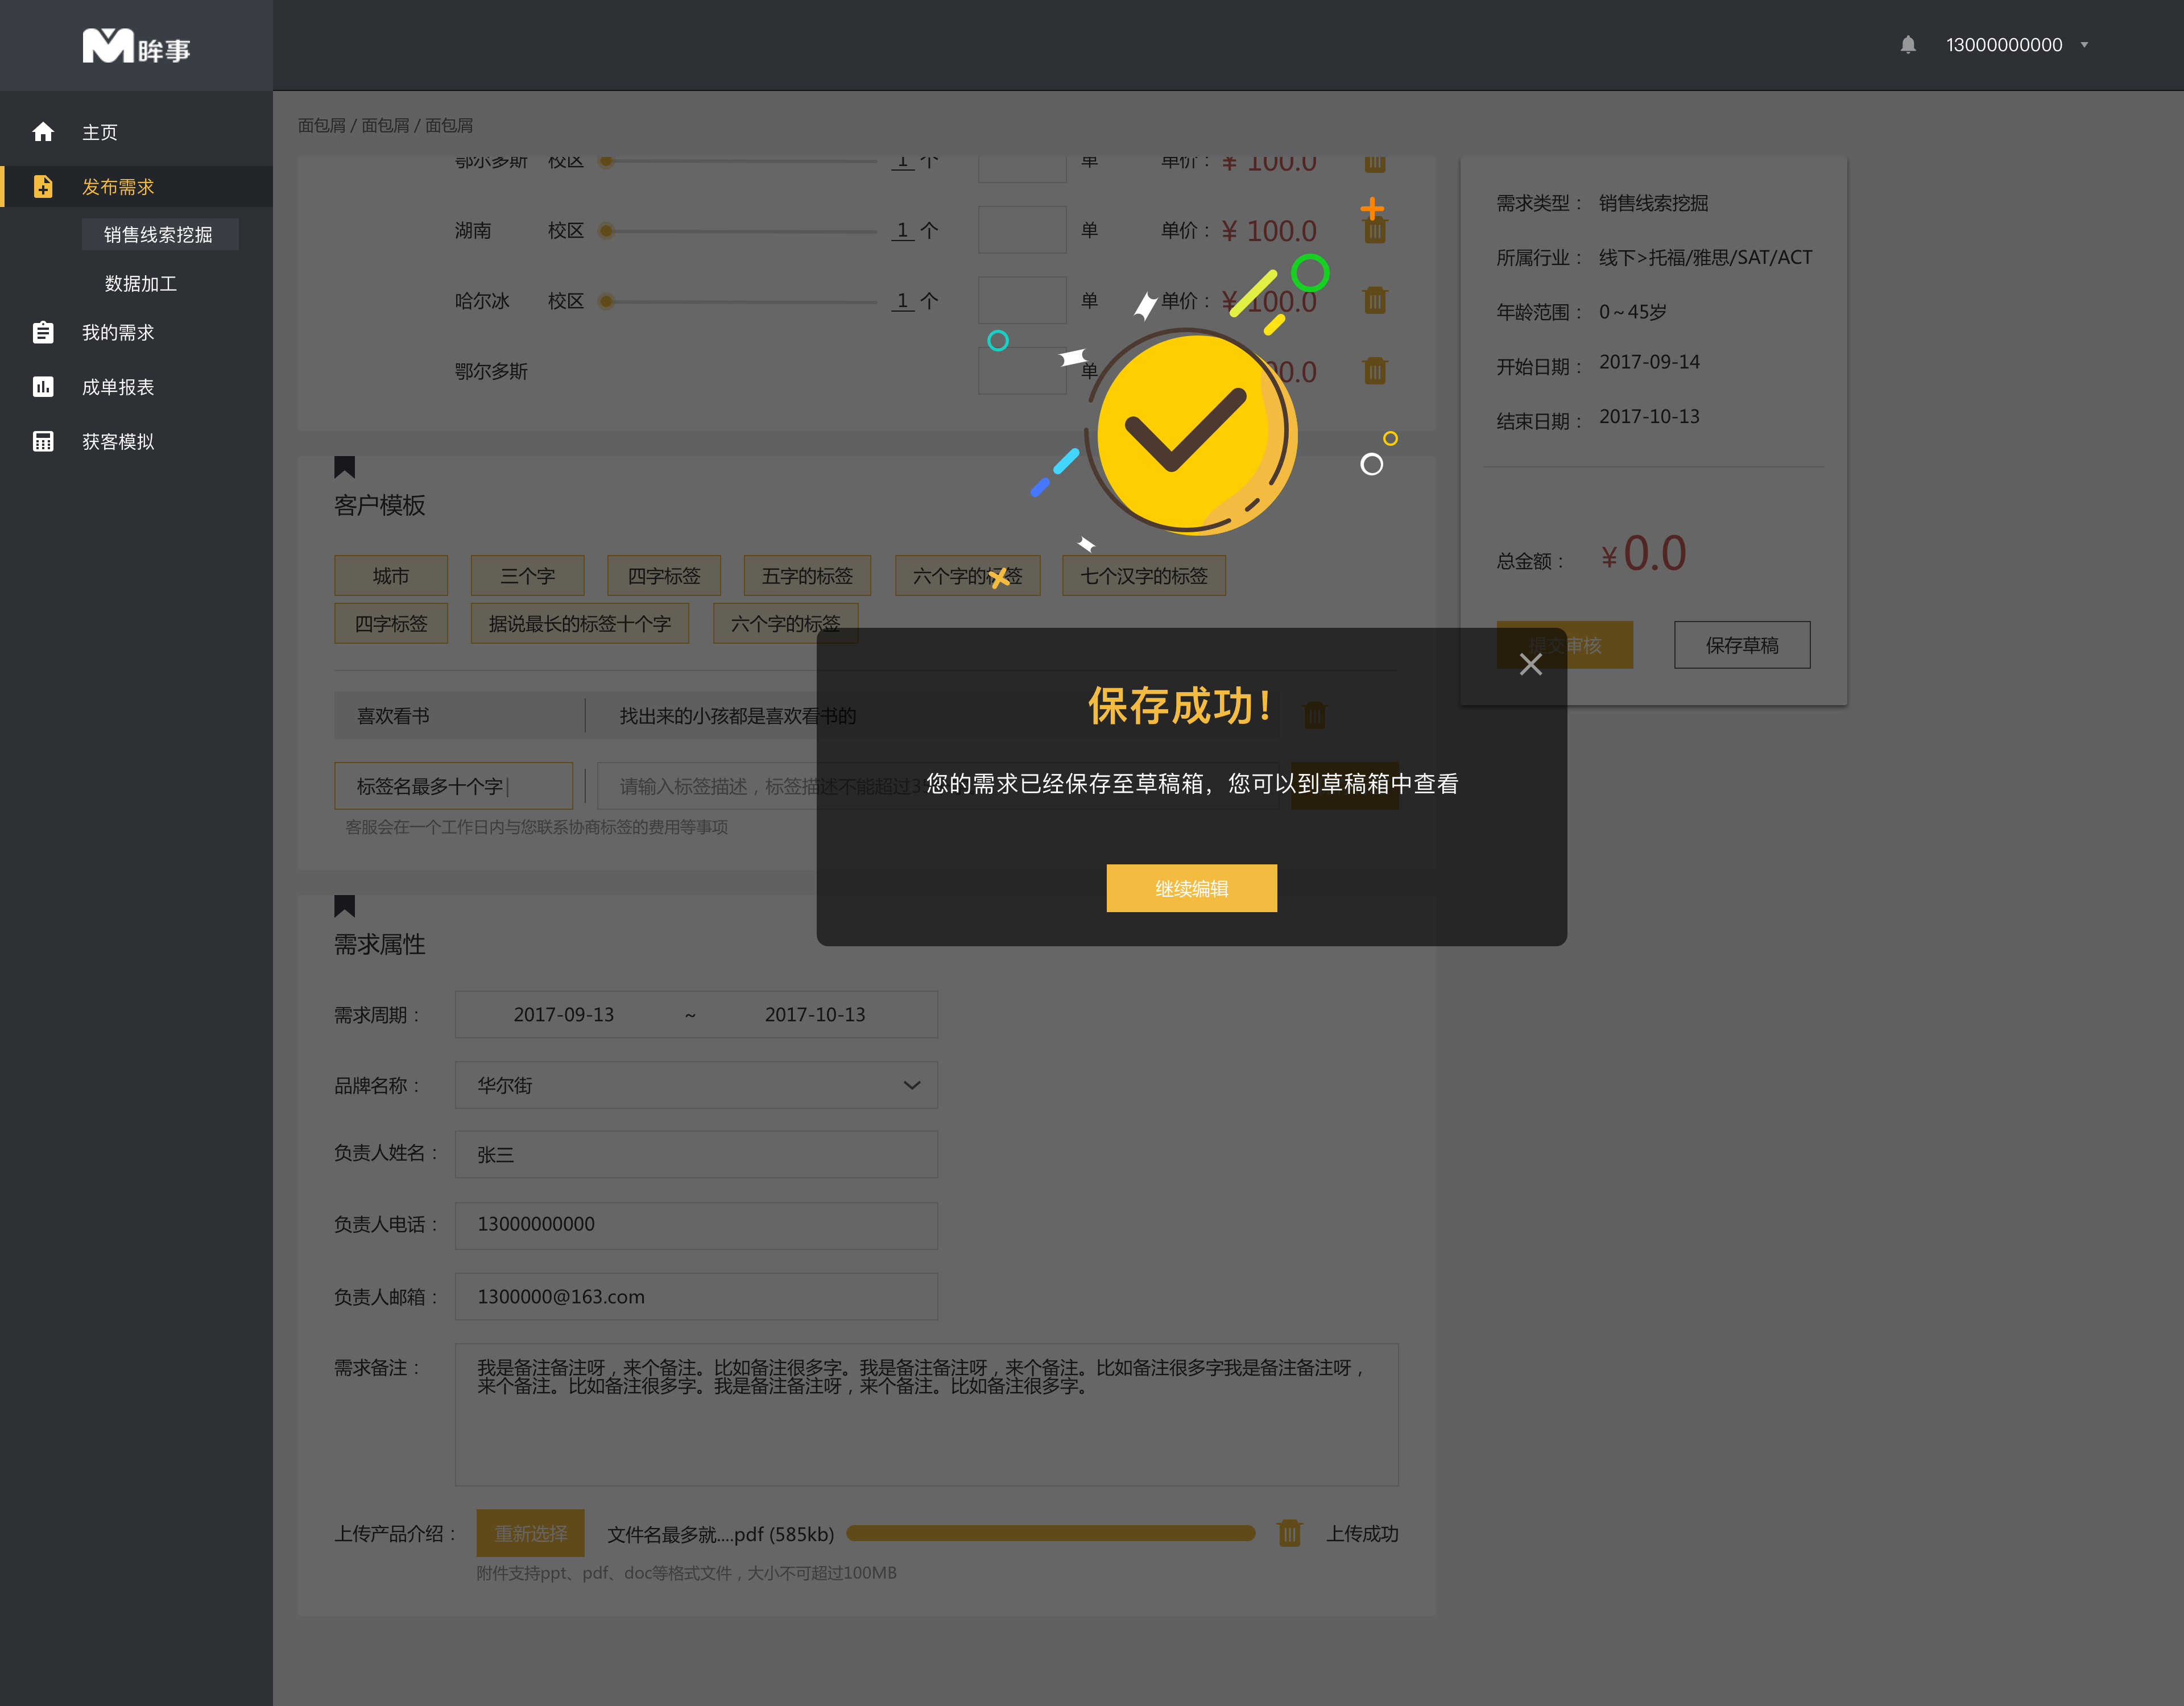 眸事
13000000000
主页
发布需求
销售线索挖掘
数据加工
我的需求
成单报表
获客模拟
面包屑 / 面包屑 / 面包屑
鄂尔多斯 校区 1 个 单 单价： ¥ 100.0
湖南 校区 1 个 单 单价： ¥ 100.0
哈尔冰 校区 1 个 单 单价： ¥ 100.0
鄂尔多斯 单 00.0
客户模板
城市 三个字 四字标签 五字的标签 六个字的标签 七个汉字的标签
四字标签 据说最长的标签十个字 六个字的标签
喜欢看书 找出来的小孩都是喜欢看书的
标签名最多十个字 请输入标签描述，标签描述不能超过3
客服会在一个工作日内与您联系协商标签的费用等事项
需求类型： 销售线索挖掘
所属行业： 线下>托福/雅思/SAT/ACT
年龄范围： 0～45岁
开始日期： 2017-09-14
结束日期： 2017-10-13
总金额： ¥ 0.0
提交审核 保存草稿
保存成功！
您的需求已经保存至草稿箱，您可以到草稿箱中查看
继续编辑
需求属性
需求周期： 2017-09-13 ~ 2017-10-13
品牌名称： 华尔街
负责人姓名： 张三
负责人电话： 13000000000
负责人邮箱： 1300000@163.com
需求备注： 我是备注备注呀，来个备注。比如备注很多字。我是备注备注呀，来个备注。比如备注很多字我是备注备注呀，
来个备注。比如备注很多字。我是备注备注呀，来个备注。比如备注很多字。
上传产品介绍： 重新选择 文件名最多就....pdf (585kb) 上传成功
附件支持ppt、pdf、doc等格式文件，大小不可超过100MB